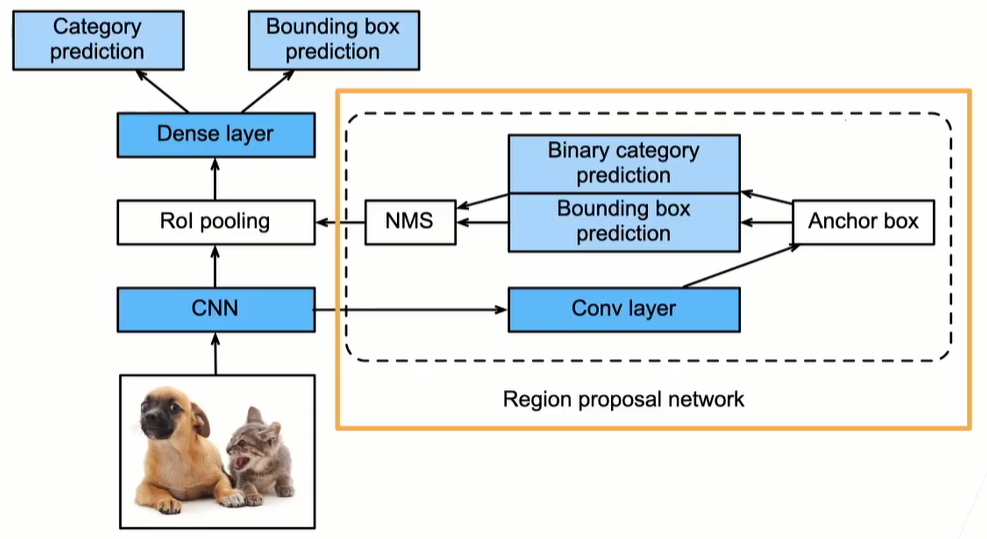 Category
prediction
Bounding box
prediction
Dense layer
Binary category
prediction
RoI pooling
NMS
Bounding box
prediction
Anchor box
CNN
Conv layer
Region proposal network